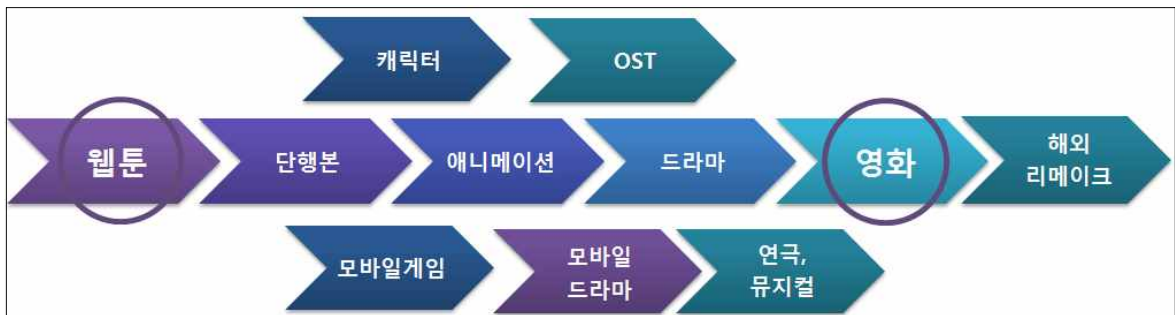 캐릭터
OST
웹툰
단행본
애니메이션
드라마
영화
해외
리메이크
모바일게임
모바일
드라마
연극,
뮤지컬